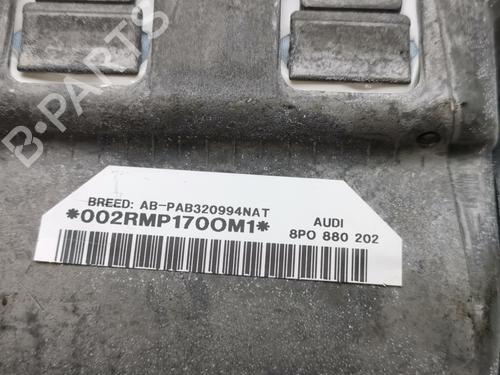 B-PARTS
BREED: AB-PAB320994NAT
*002RMP170OM1*
AUDI
8P0 880 202